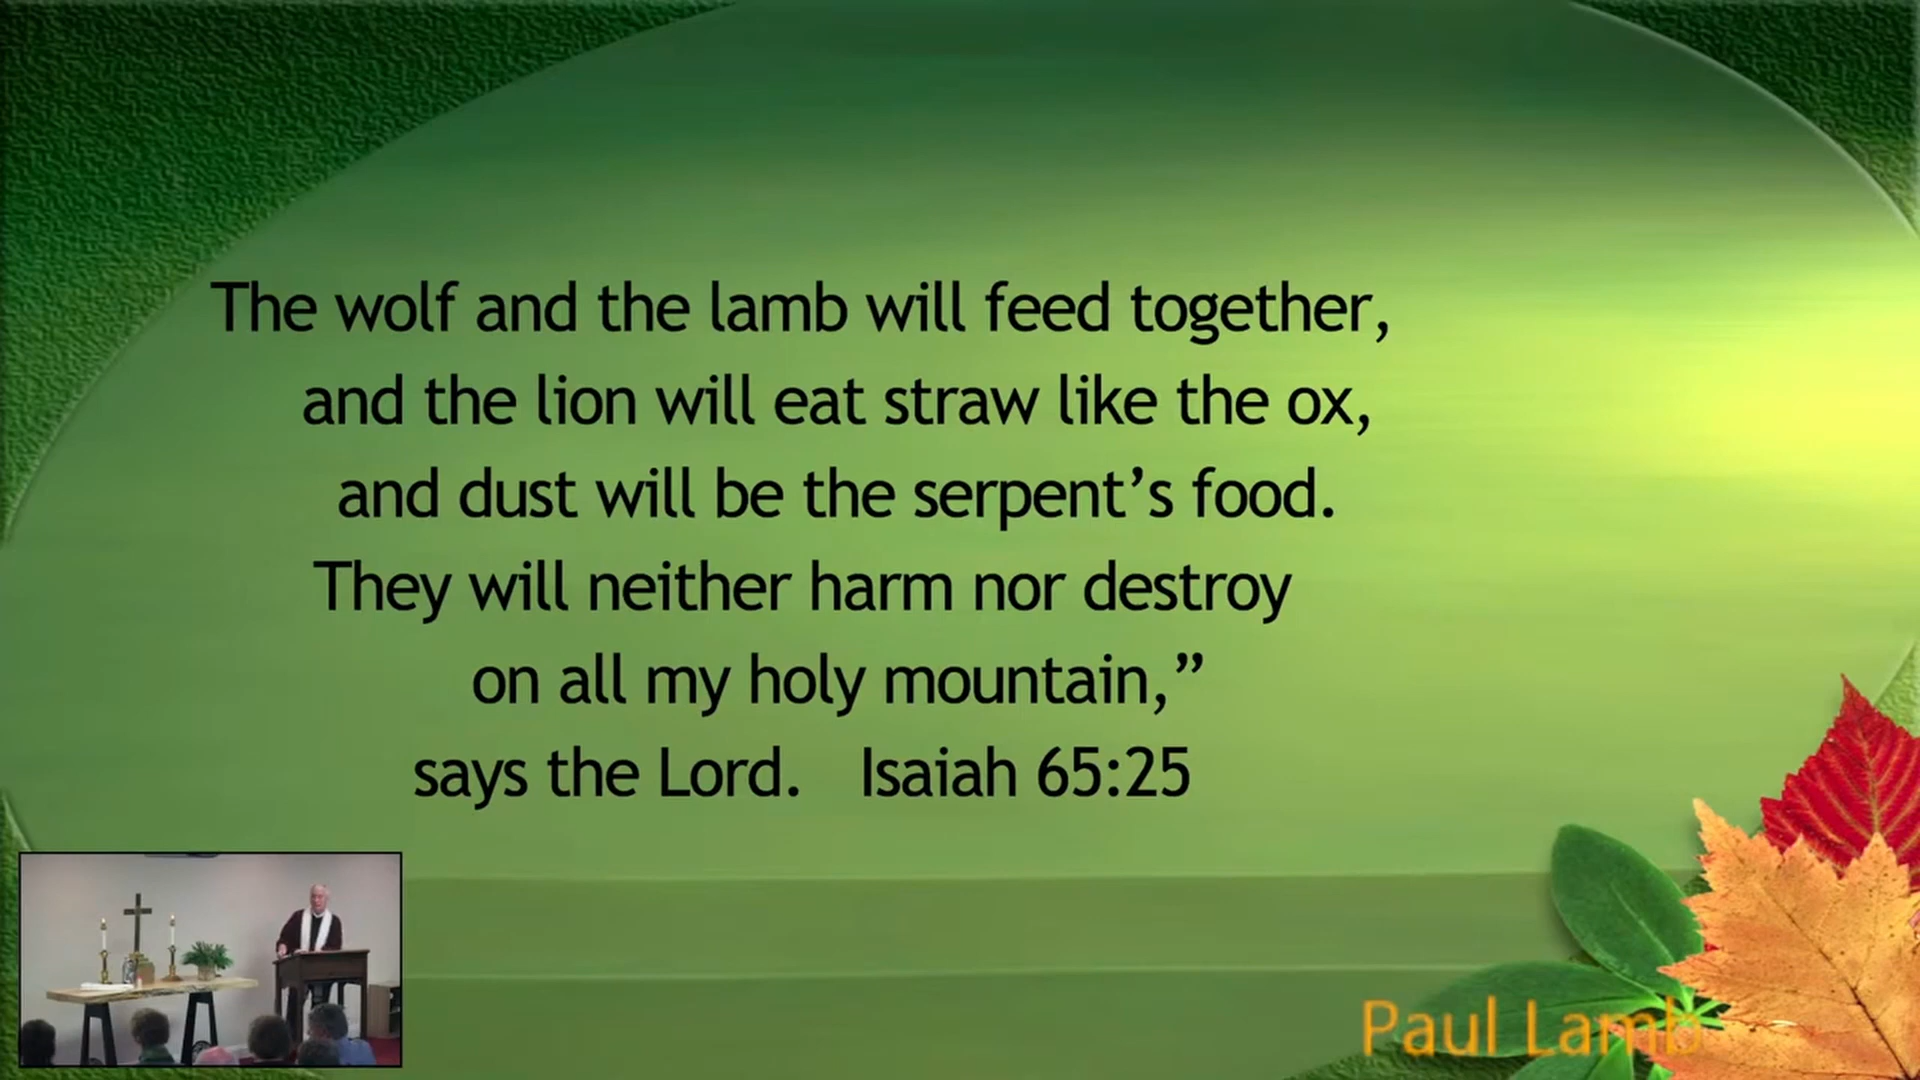 The wolf and the lamb will feed together,
and the lion will eat straw like the ox,
and dust will be the serpent’s food.
They will neither harm nor destroy
on all my holy mountain,”
says the Lord.   Isaiah 65:25
Paul Lamb